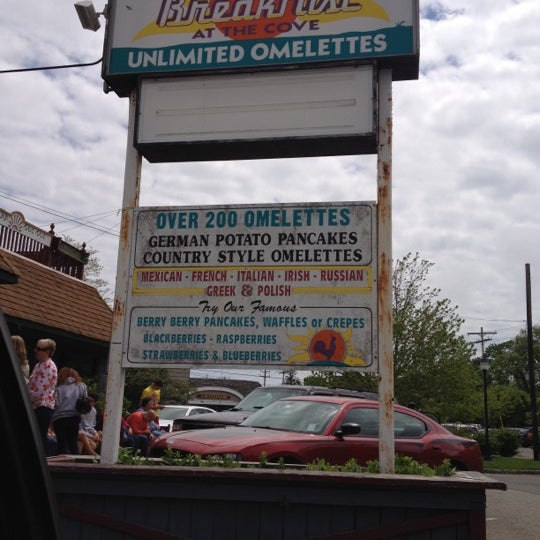 Breakfast
AT THE COVE
UNLIMITED OMELETTES
OVER 200 OMELETTES
GERMAN POTATO PANCAKES
COUNTRY STYLE OMELETTES
MEXICAN - FRENCH - ITALIAN - IRISH - RUSSIAN
GREEK & POLISH
Try Our Famous
BERRY BERRY PANCAKES, WAFFLES or CREPES
BLACKBERRIES - RASPBERRIES
STRAWBERRIES & BLUEBERRIES